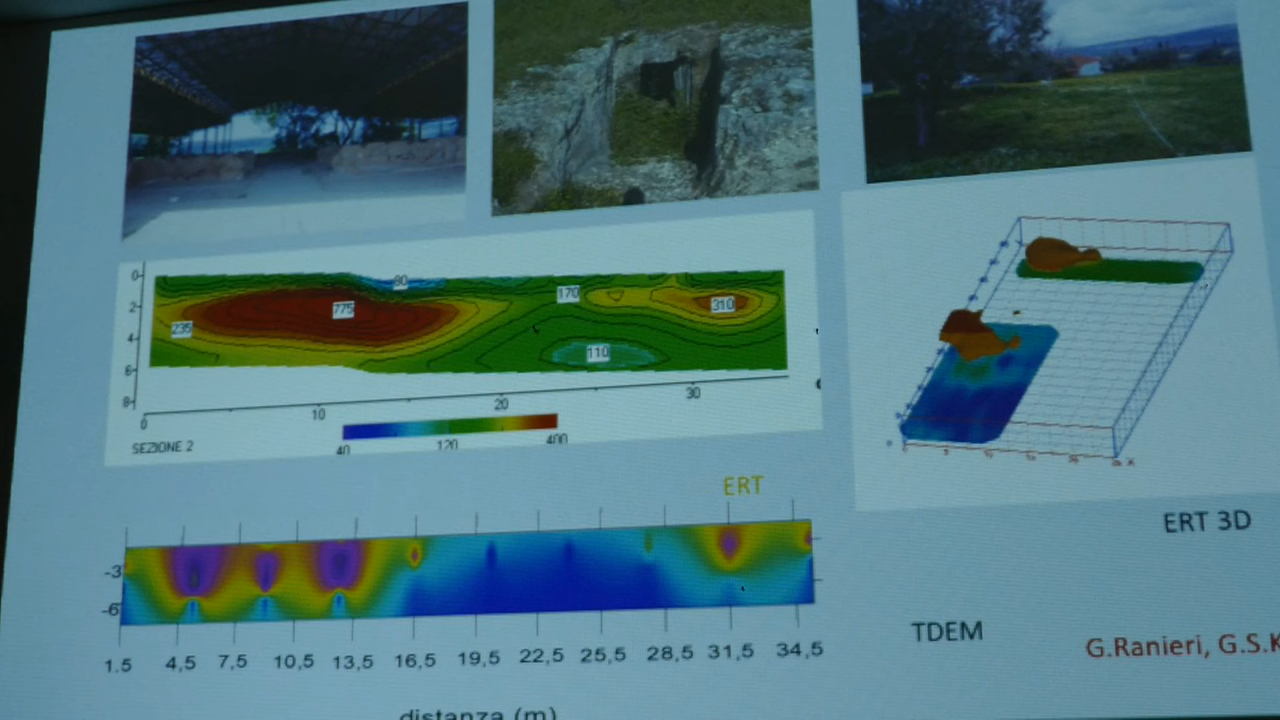 0
80
170
2
775
310
235
4
110
6
8
0 10 20 30
SEZIONE 2
40 120 400
ERT
ERT 3D
-3
-6
TDEM
G.Ranieri, G.S.K
1.5 4,5 7,5 10,5 13,5 16,5 19,5 22,5 25,5 28,5 31,5 34,5
distanza (m)